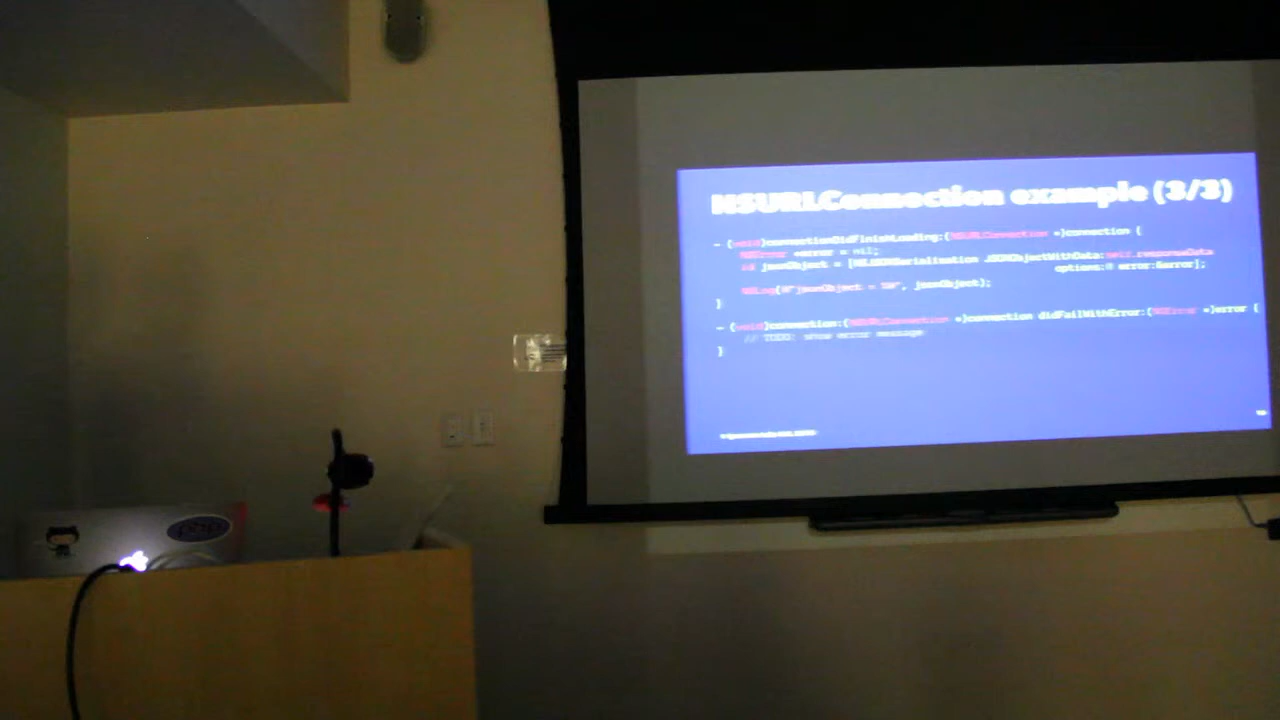 NSURLConnection example (3/3)
- (void)connectionDidFinishLoading:(NSURLConnection *)connection {
NSError *error = nil;
id jsonObject = [NSJSONSerialization JSONObjectWithData:self.responseData
options:0 error:&error];
NSLog(@"jsonObject = %@", jsonObject);
}
- (void)connection:(NSURLConnection *)connection didFailWithError:(NSError *)error {
// TODO: show error message
}
php